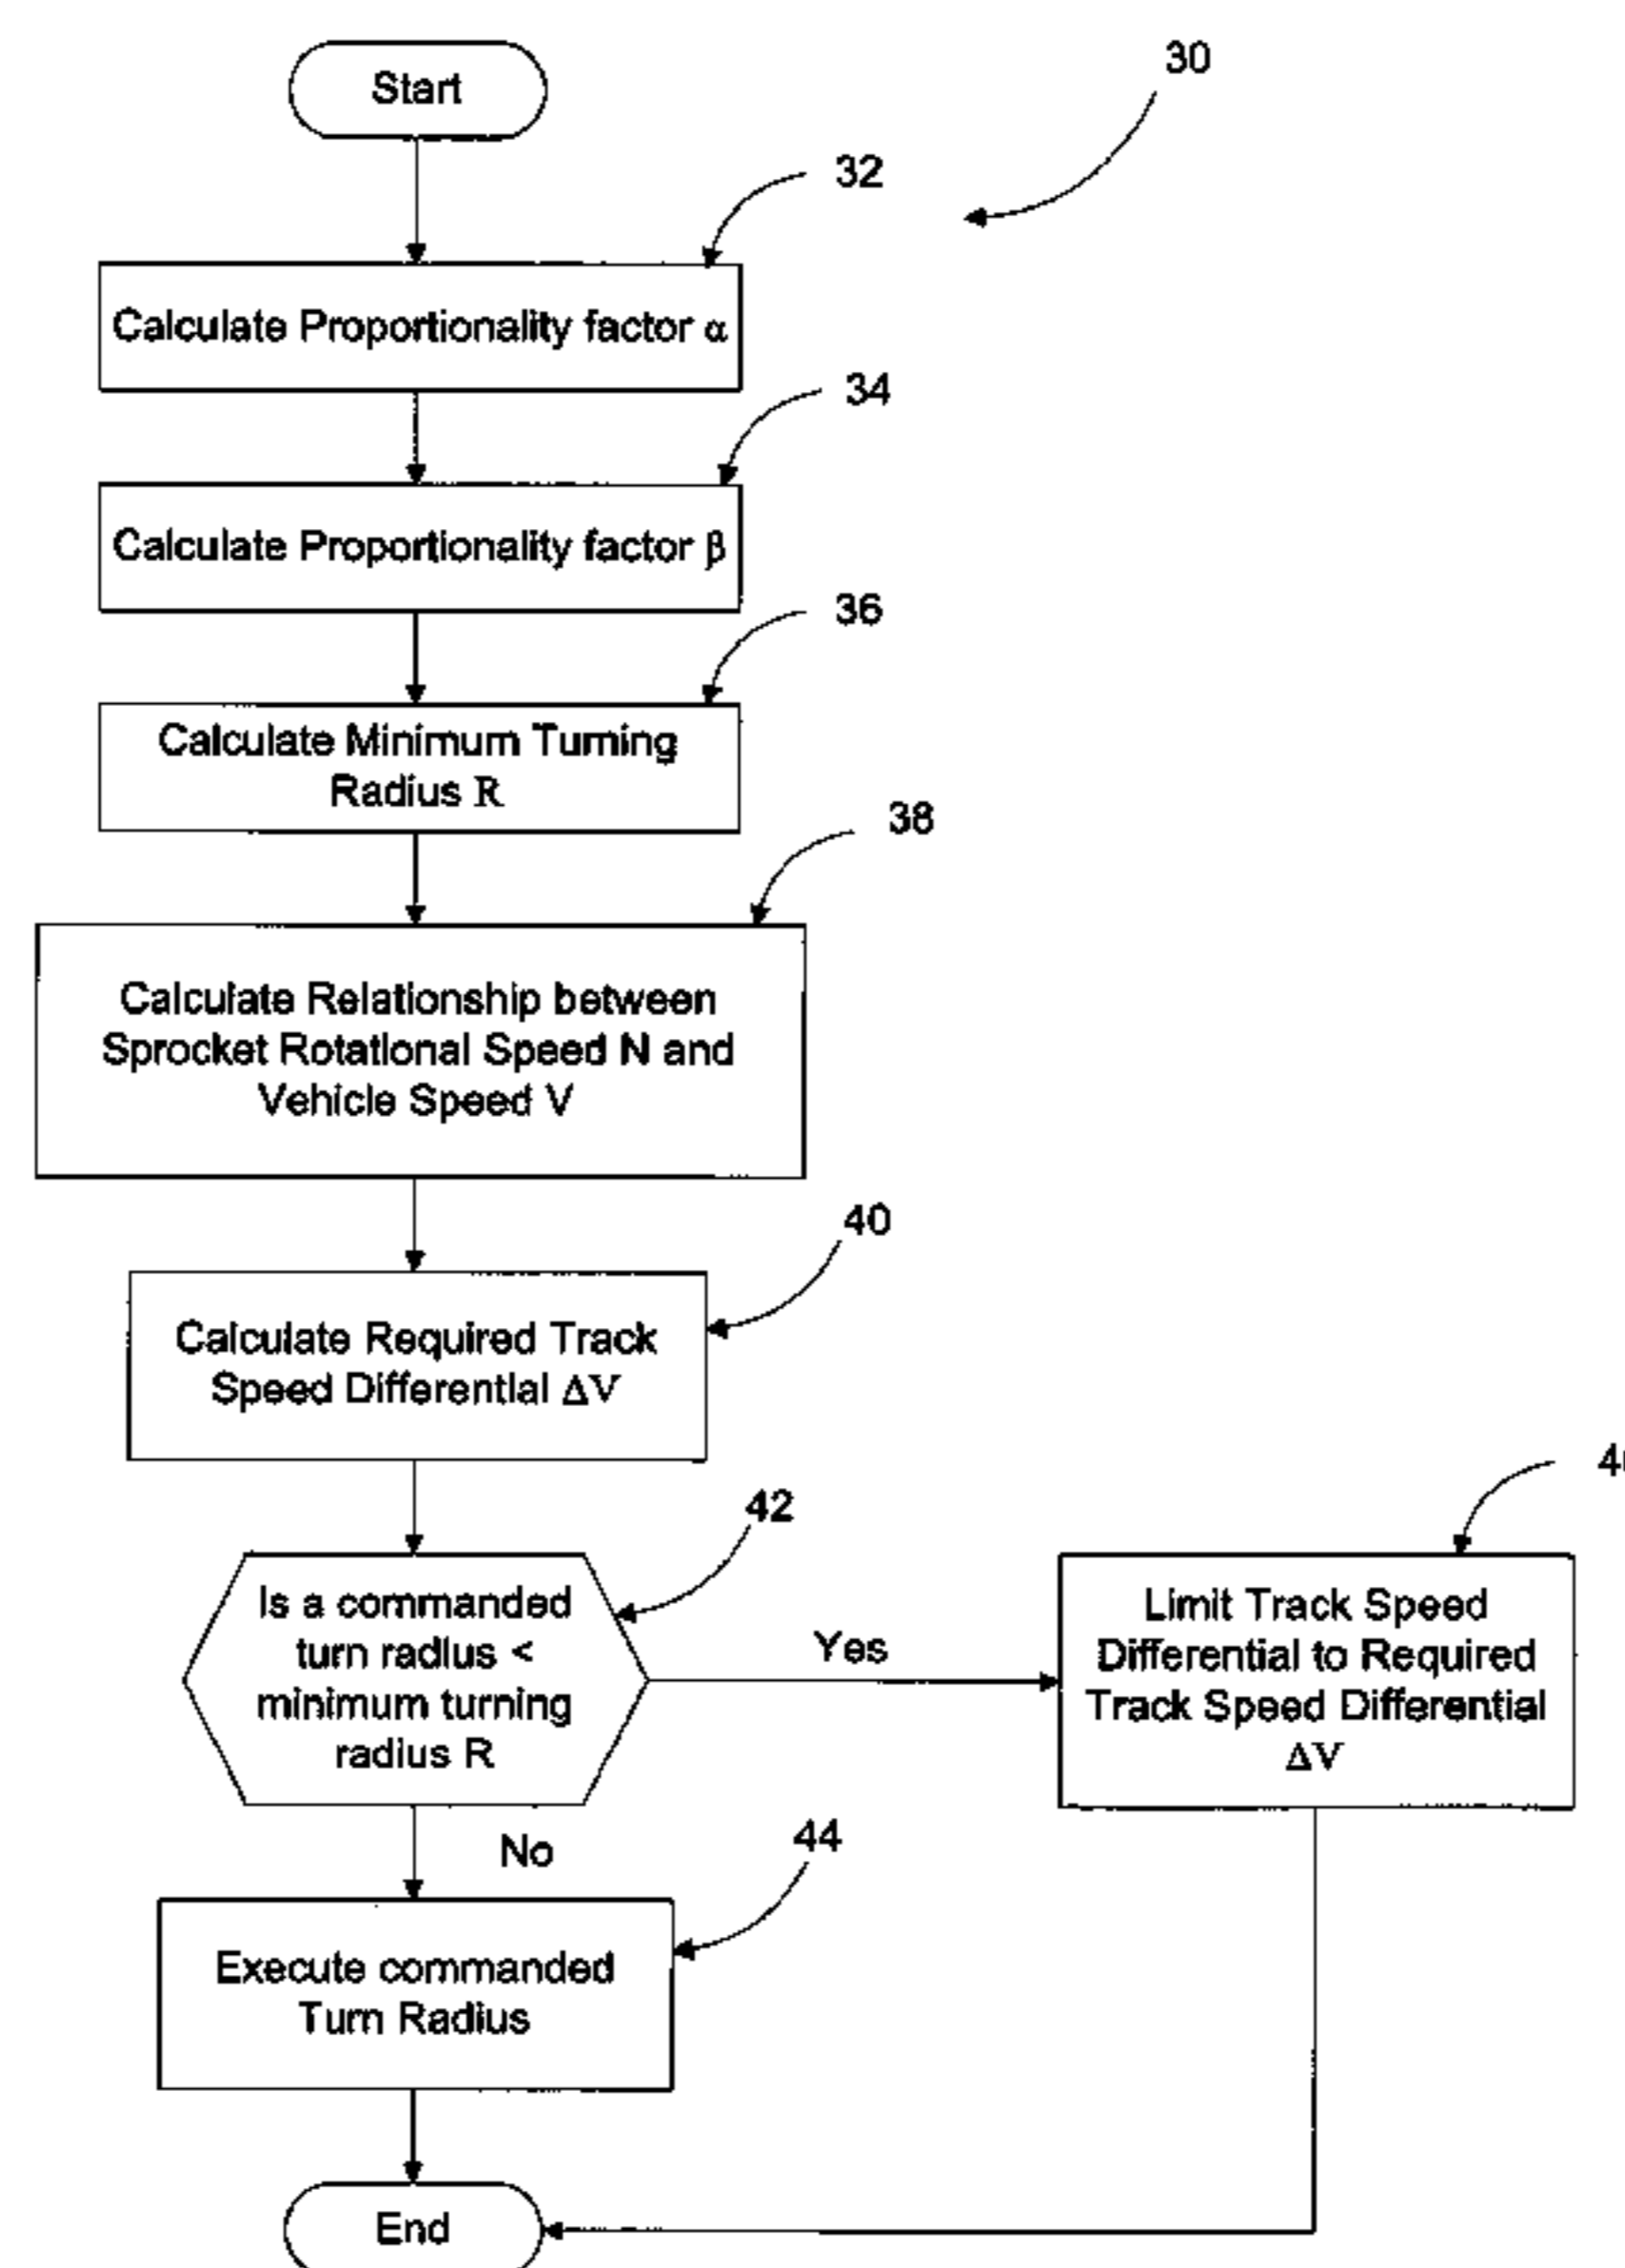 Start
30
32
Calculate Proportionality factor α
34
Calculate Proportionality factor β
36
Calculate Minimum Turning
Radius R
38
Calculate Relationship between
Sprocket Rotational Speed N and
Vehicle Speed V
40
Calculate Required Track
Speed Differential ΔV
42
Is a commanded
turn radius <
minimum turning
radius R
Yes
Limit Track Speed
Differential to Required
Track Speed Differential
ΔV
No
44
Execute commanded
Turn Radius
End